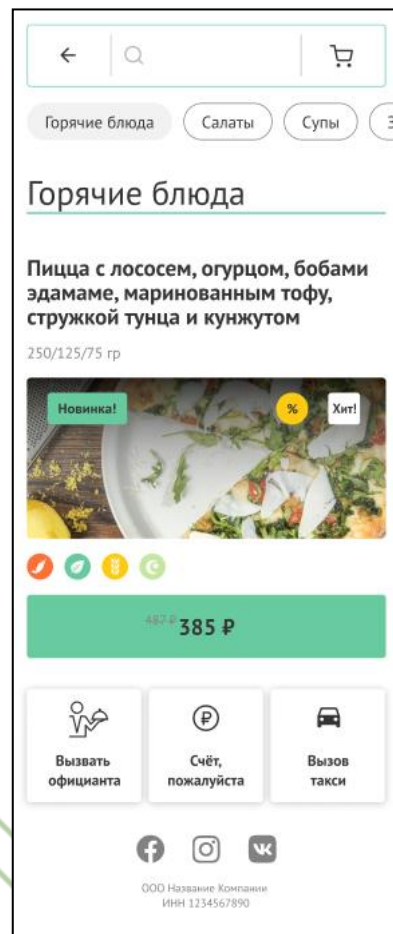 Горячие блюда
Салаты
Супы
Горячие блюда
Пицца с лососем, огурцом, бобами
эдамаме, маринованным тофу,
стружкой тунца и кунжутом
250/125/75 гр
Новинка!
%
Хит!
487 ₽ 385 ₽
Вызвать
официанта
Счёт,
пожалуйста
Вызов
такси
ООО Название Компании
ИНН 1234567890